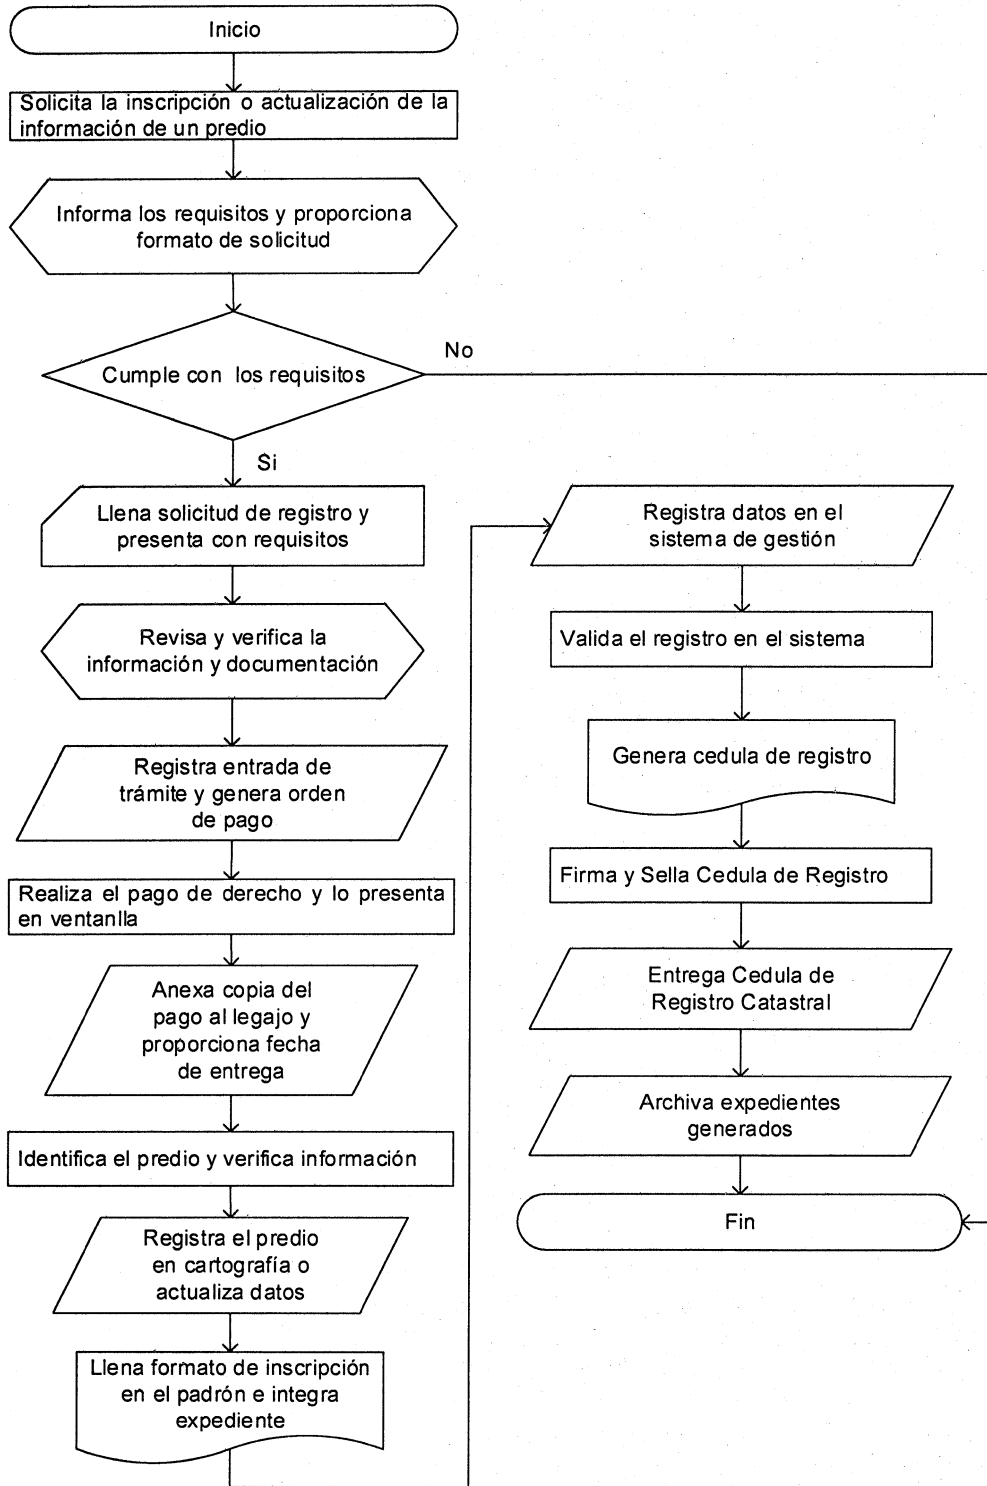 Inicio
Solicita la inscripción o actualización de la
información de un predio
Informa los requisitos y proporciona
formato de solicitud
Cumple con los requisitos
No
Si
Llena solicitud de registro y
presenta con requisitos
Revisa y verifica la
información y documentación
Registra entrada de
trámite y genera orden
de pago
Realiza el pago de derecho y lo presenta
en ventanlla
Anexa copia del
pago al legajo y
proporciona fecha
de entrega
Identifica el predio y verifica información
Registra el predio
en cartografía o
actualiza datos
Llena formato de inscripción
en el padrón e integra
expediente
Registra datos en el
sistema de gestión
Valida el registro en el sistema
Genera cedula de registro
Firma y Sella Cedula de Registro
Entrega Cedula de
Registro Catastral
Archiva expedientes
generados
Fin